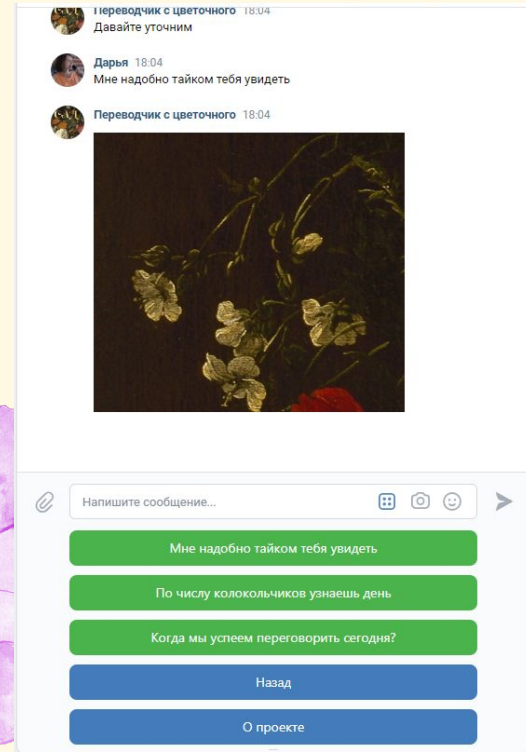 Переводчик с цветочного 18:04
Давайте уточним
Дарья 18:04
Мне надобно тайком тебя увидеть
Переводчик с цветочного 18:04
Напишите сообщение...
Мне надобно тайком тебя увидеть
По числу колокольчиков узнаешь день
Когда мы успеем переговорить сегодня?
Назад
О проекте